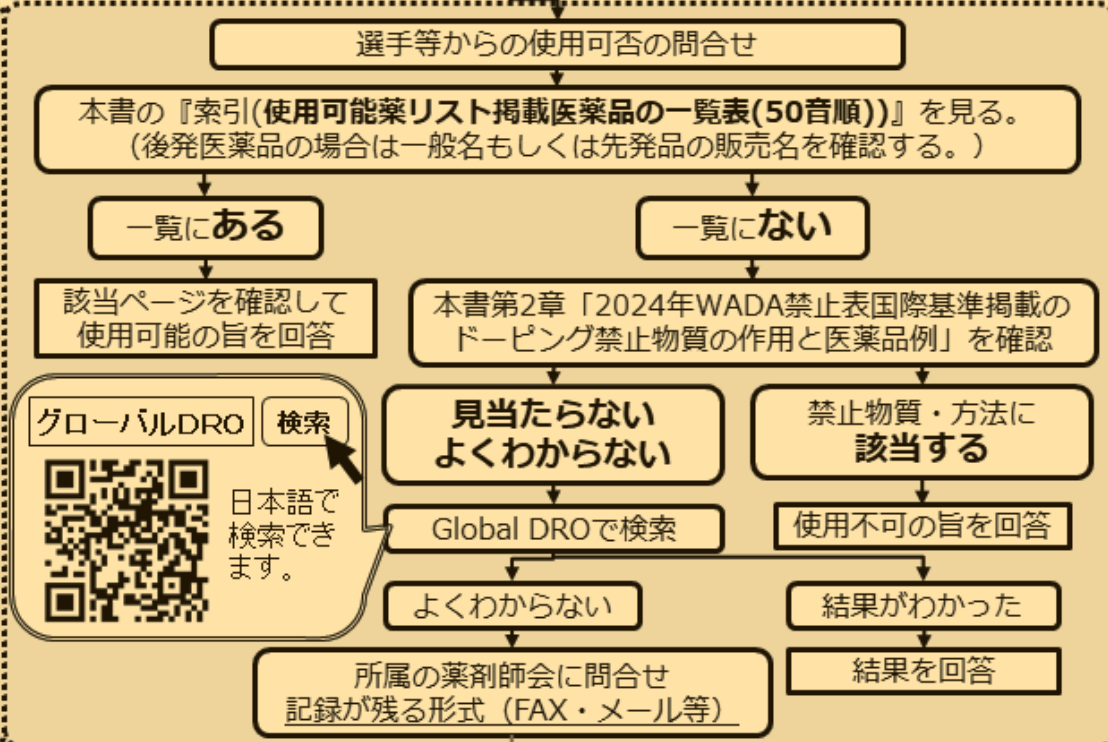 選手等からの使用可否の問合せ
本書の『索引(使用可能薬リスト掲載医薬品の一覧表(50音順))』を見る。
(後発医薬品の場合は一般名もしくは先発品の販売名を確認する。)
一覧にある
一覧にない
該当ページを確認して
使用可能の旨を回答
本書第2章「2024年WADA禁止表国際基準掲載の
ドーピング禁止物質の作用と医薬品例」を確認
見当たらない
よくわからない
禁止物質・方法に
該当する
グローバルDRO
検索
日本語で
検索でき
ます。
Global DROで検索
使用不可の旨を回答
よくわからない
結果がわかった
所属の薬剤師会に問合せ
記録が残る形式(FAX・メール等)
結果を回答